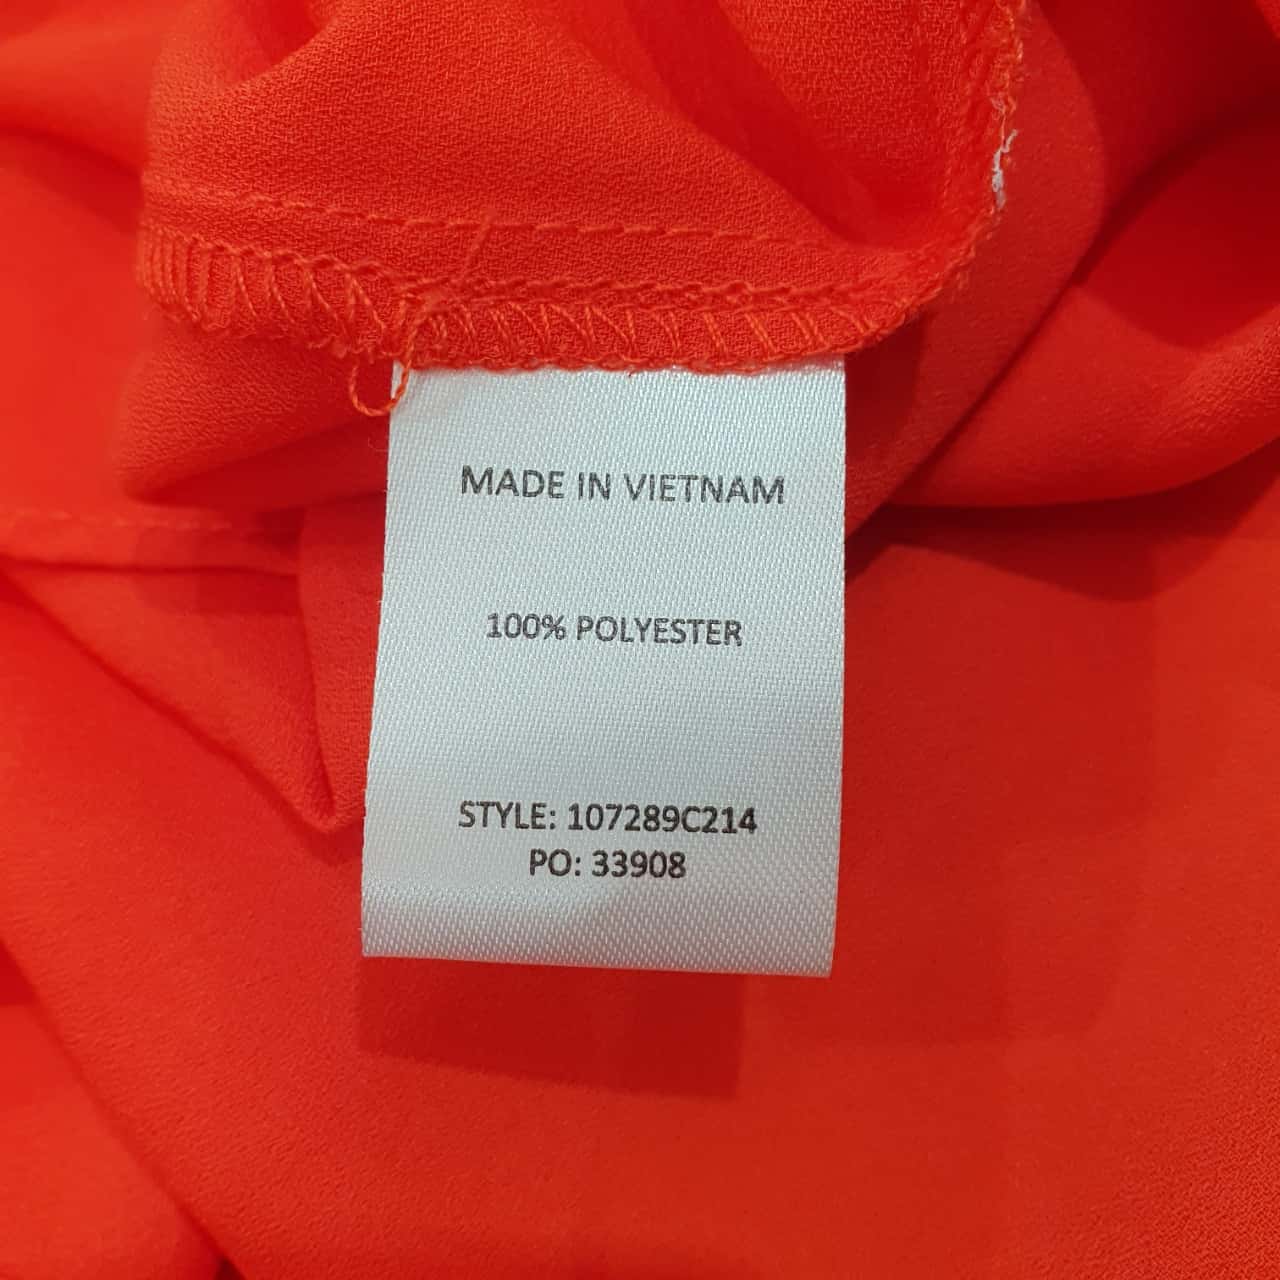 MADE IN VIETNAM
100% POLYESTER
STYLE: 107289C214
PO: 33908